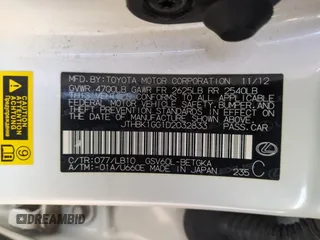 MFD. BY: TOYOTA MOTOR CORPORATION 11/12
GVWR 4700LB GAWR FR 2625LB RR 2540LB
THIS VEHICLE CONFORMS TO ALL APPLICABLE
FEDERAL MOTOR VEHICLE SAFETY, BUMPER, AND
THEFT PREVENTION STANDARDS IN EFFECT ON
THE DATE OF MANUFACTURE SHOWN ABOVE.
JTHBK1GG1D2032833
C/TR: 077/LB10 GSV60L-BETGKA
A/TM: -01A/U660E MADE IN JAPAN 235 C
DREAMBID